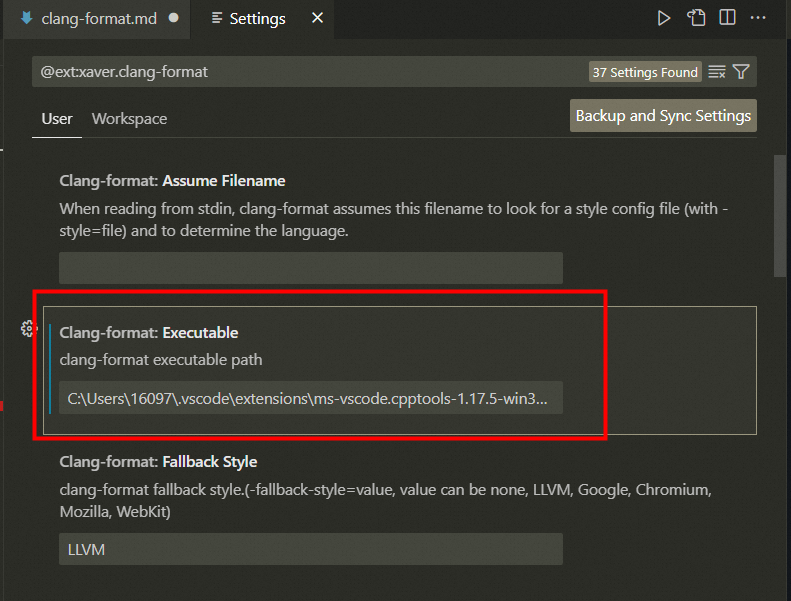 clang-format.md
Settings
@ext:xaver.clang-format
37 Settings Found
User
Workspace
Backup and Sync Settings
Clang-format: Assume Filename
When reading from stdin, clang-format assumes this filename to look for a style config file (with -
style=file) and to determine the language.
Clang-format: Executable
clang-format executable path
C:\Users\16097\.vscode\extensions\ms-vscode.cpptools-1.17.5-win3...
Clang-format: Fallback Style
clang-format fallback style.(-fallback-style=value, value can be none, LLVM, Google, Chromium,
Mozilla, WebKit)
LLVM